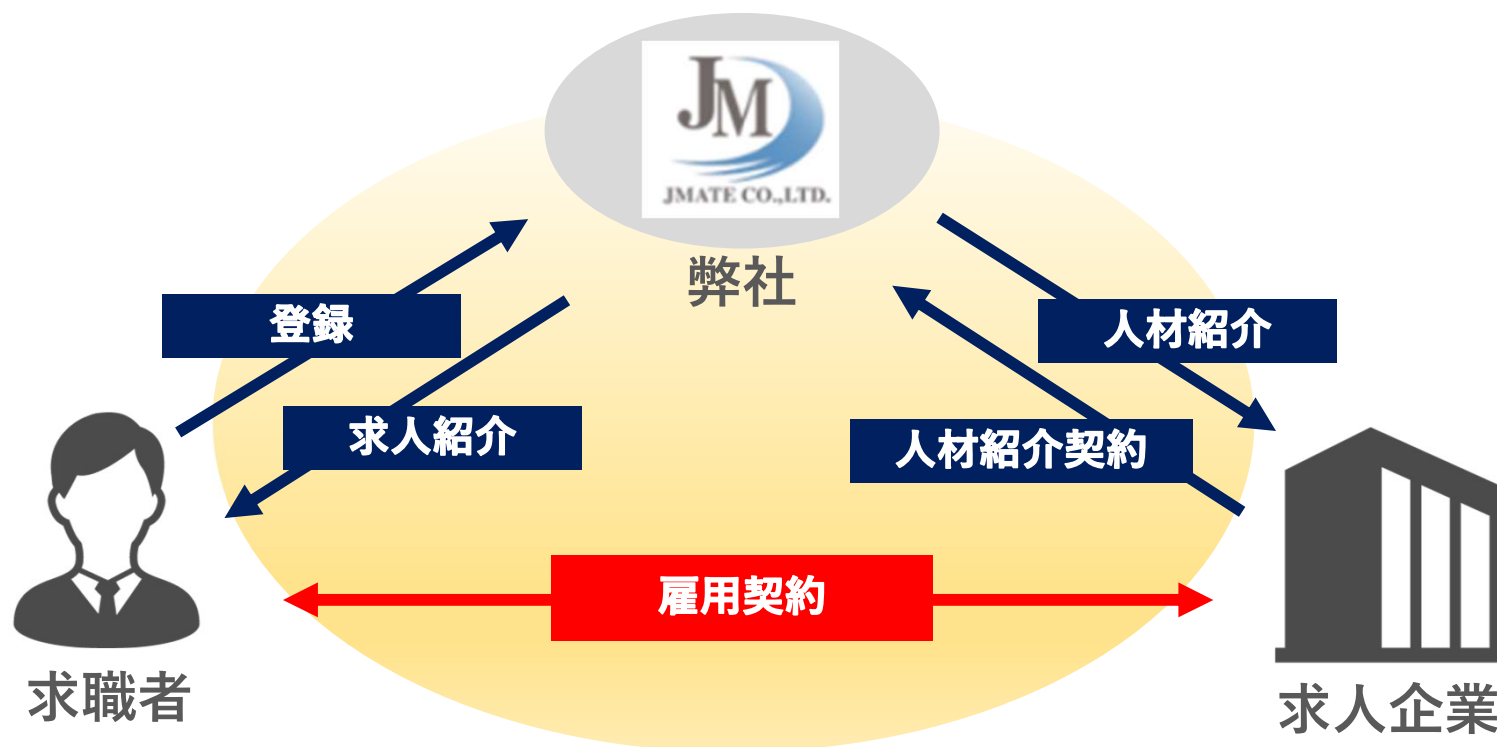 JM
JMATE CO.,LTD.
弊社
登録
人材紹介
求人紹介
人材紹介契約
雇用契約
求職者
求人企業